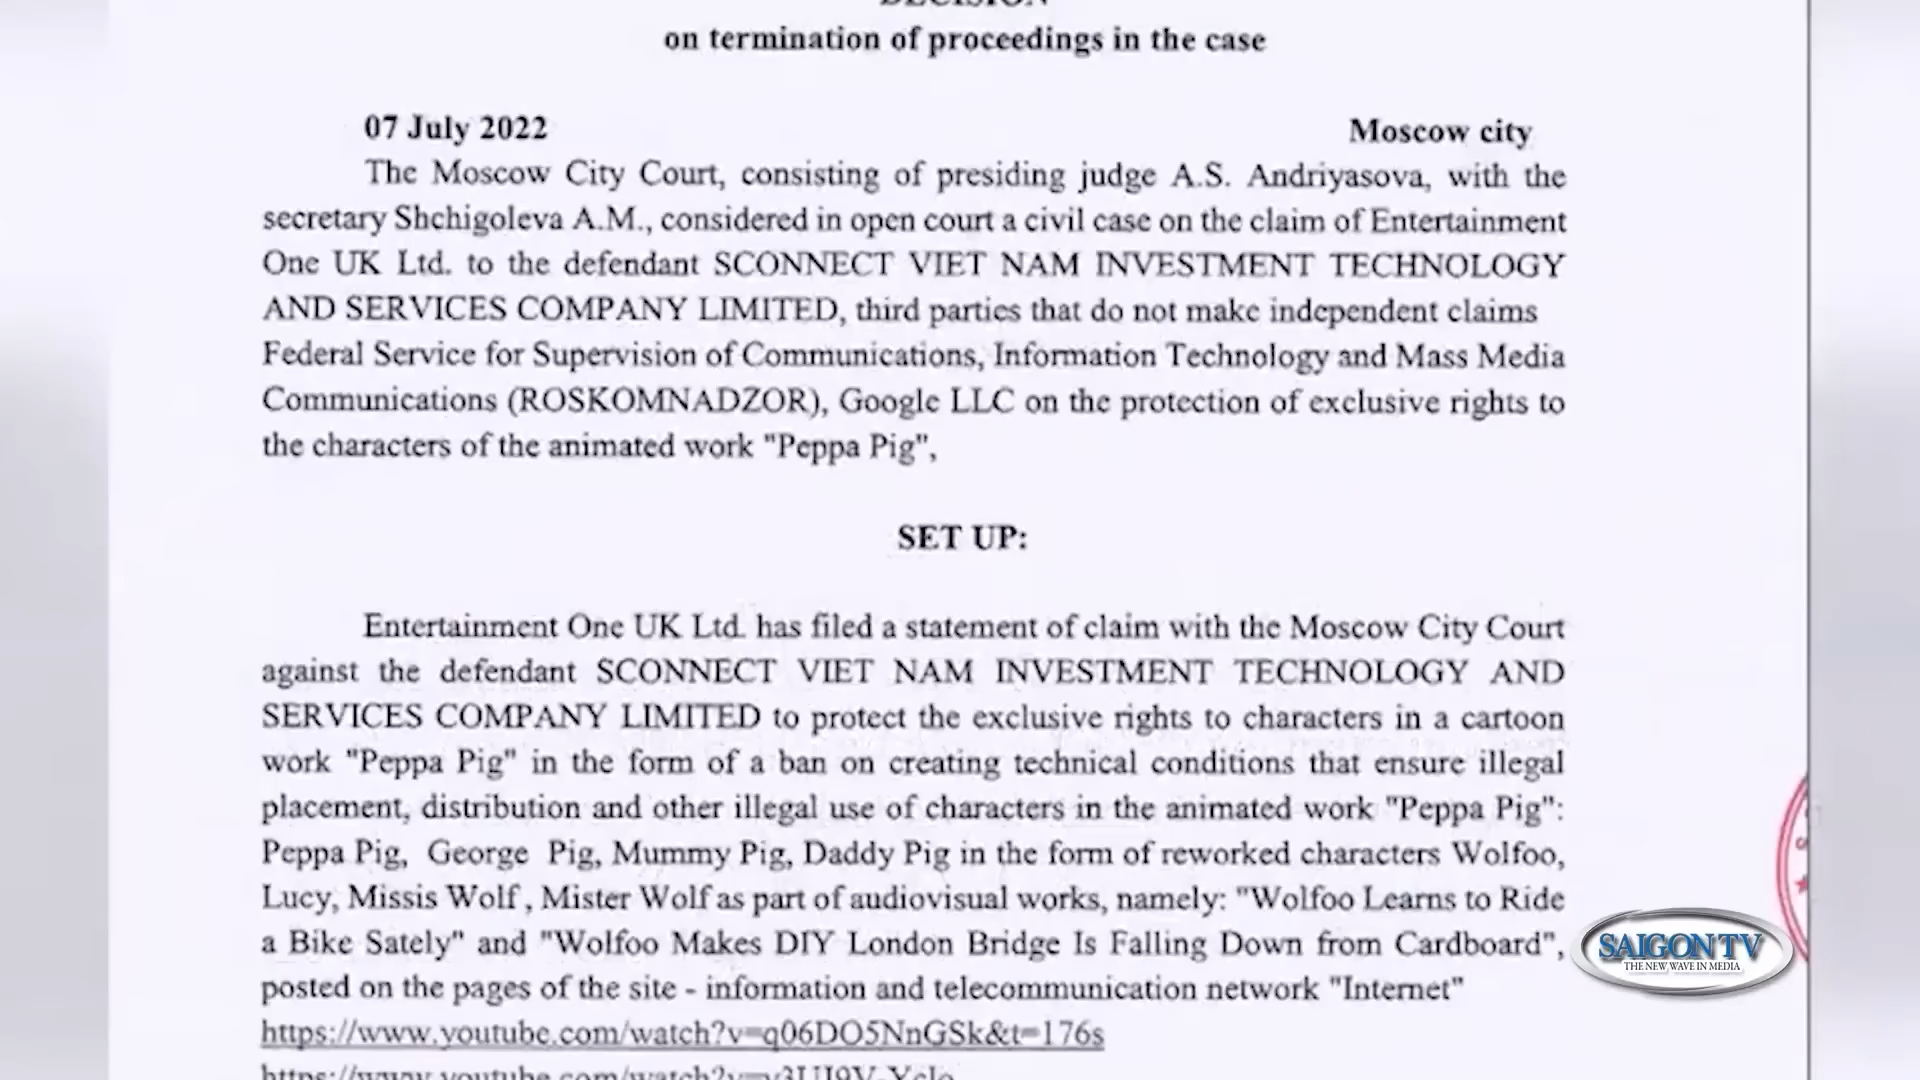 DECISION
on termination of proceedings in the case
07 July 2022 Moscow city
The Moscow City Court, consisting of presiding judge A.S. Andriyasova, with the
secretary Shchigoleva A.M., considered in open court a civil case on the claim of Entertainment
One UK Ltd. to the defendant SCONNECT VIET NAM INVESTMENT TECHNOLOGY
AND SERVICES COMPANY LIMITED, third parties that do not make independent claims
Federal Service for Supervision of Communications, Information Technology and Mass Media
Communications (ROSKOMNADZOR), Google LLC on the protection of exclusive rights to
the characters of the animated work "Peppa Pig",
SET UP:
Entertainment One UK Ltd. has filed a statement of claim with the Moscow City Court
against the defendant SCONNECT VIET NAM INVESTMENT TECHNOLOGY AND
SERVICES COMPANY LIMITED to protect the exclusive rights to characters in a cartoon
work "Peppa Pig" in the form of a ban on creating technical conditions that ensure illegal
placement, distribution and other illegal use of characters in the animated work "Peppa Pig":
Peppa Pig, George Pig, Mummy Pig, Daddy Pig in the form of reworked characters Wolfoo,
Lucy, Missis Wolf, Mister Wolf as part of audiovisual works, namely: "Wolfoo Learns to Ride
a Bike Sately" and "Wolfoo Makes DIY London Bridge Is Falling Down from Cardboard",
posted on the pages of the site - information and telecommunication network "Internet"
https://www.youtube.com/watch?v=q06DO5NnGSk&t=176s
SAIGON TV
THE NEW WAVE IN MEDIA